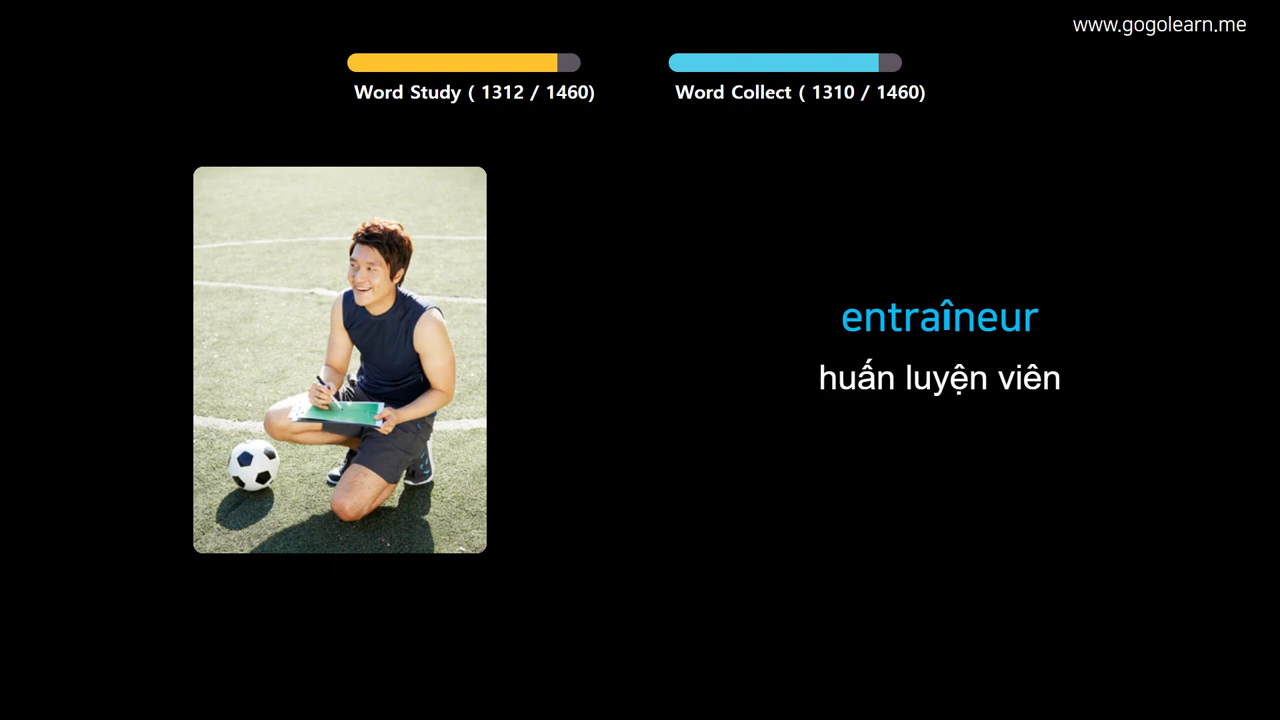 www.gogolearn.me
Word Study ( 1312 / 1460)
Word Collect ( 1310 / 1460)
entraîneur
huấn luyện viên